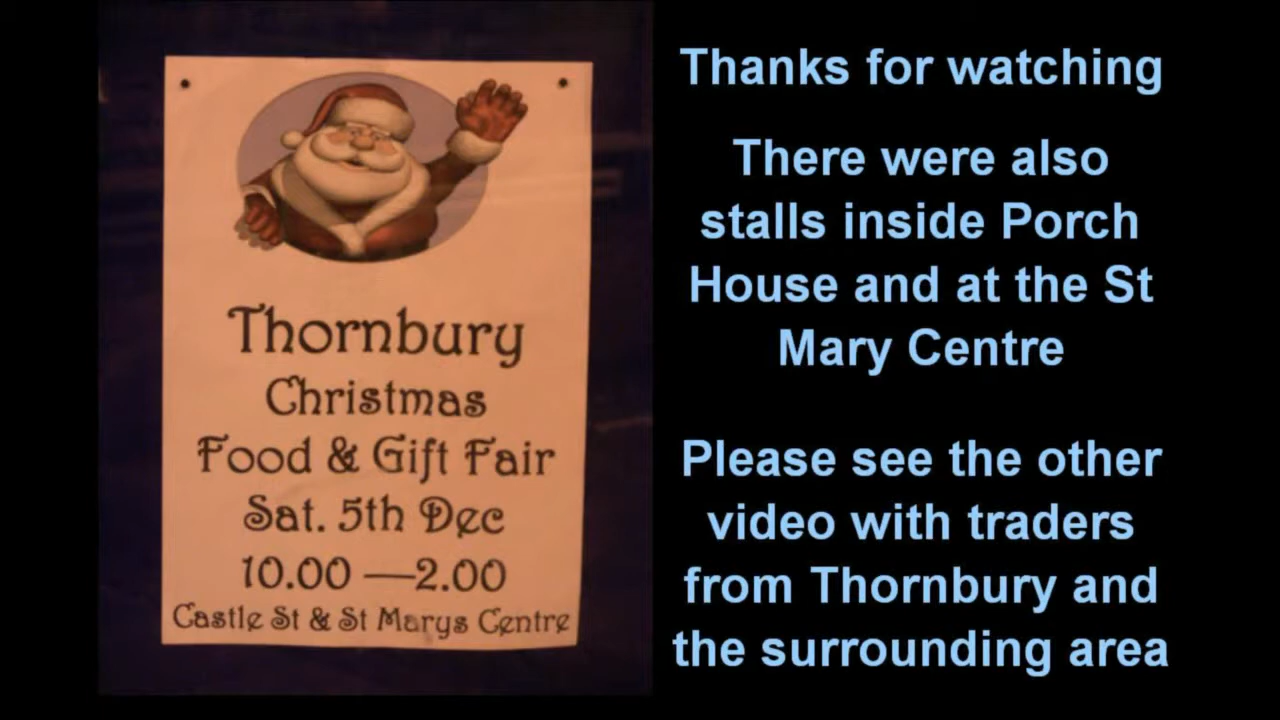 Thornbury
Christmas
Food & Gift Fair
Sat. 5th Dec
10.00 —2.00
Castle St & St Marys Centre
Thanks for watching
There were also
stalls inside Porch
House and at the St
Mary Centre
Please see the other
video with traders
from Thornbury and
the surrounding area